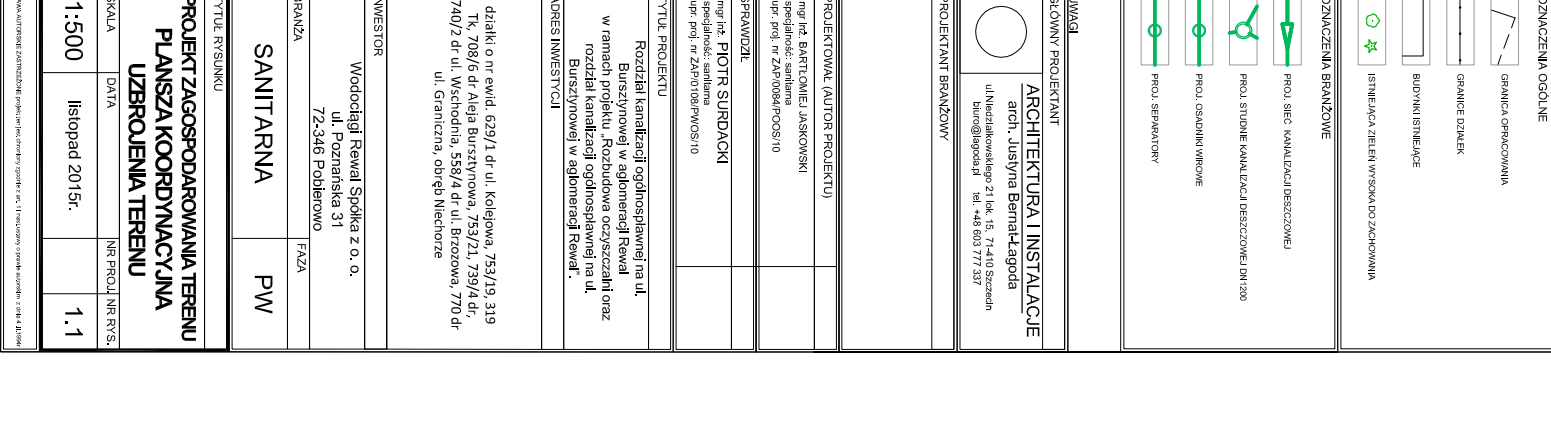 OZNACZENIA OGÓLNE
GRANICA OPRACOWANIA
GRANICE DZIAŁEK
BUDYNKI ISTNIEJĄCE
ISTNIEJĄCA ZIELEŃ WYSOKA DO ZACHOWANIA
OZNACZENIA BRANŻOWE
PROJ. SIEĆ KANALIZACJI DESZCZOWEJ
PROJ. STUDNIE KANALIZACJI DESZCZOWEJ DN1200
PROJ. OSADNIKI WIROWE
PROJ. SEPARATORY
UWAGI
GŁÓWNY PROJEKTANT
ARCHITEKTURA I INSTALACJE
arch. Justyna Bernat-Łagoda
ul.Niedziałkowskiego 21 lok. 15, 71-410 Szczecin
biuro@lagoda.pl tel. +48 603 777 337
PROJEKTANT BRANŻOWY
PROJEKTOWAŁ (AUTOR PROJEKTU)
mgr inż. BARTŁOMIEJ JASKOWSKI
specjalność: sanitarna
upr. proj. nr ZAP/0084/POOS/10
SPRAWDZIŁ
mgr inż. PIOTR SURDACKI
specjalność: sanitarna
upr. proj. nr ZAP/0108/PWOS/10
TYTUŁ PROJEKTU
Rozdział kanalizacji ogólnospławnej na ul.
Bursztynowej w aglomeracji Rewal
w ramach projektu „Rozbudowa oczyszczalni oraz
rozdział kanalizacji ogólnospławnej na ul.
Bursztynowej w aglomeracji Rewal”.
ADRES INWESTYCJI
działki o nr ewid. 629/1 dr ul. Kolejowa, 753/19, 319
Tk, 708/6 dr Aleja Bursztynowa, 753/21, 739/4 dr,
740/2 dr ul. Wschodnia, 558/4 dr ul. Brzozowa, 770 dr
ul. Graniczna, obręb Niechorze
INWESTOR
Wodociągi Rewal Spółka z o. o.
ul. Poznańska 31
72-346 Pobierowo
BRANŻA
FAZA
SANITARNA
PW
TYTUŁ RYSUNKU
PROJEKT ZAGOSPODAROWANIA TERENU
PLANSZA KOORDYNACYJNA
UZBROJENIA TERENU
SKALA
DATA
NR PROJ.
NR RYS.
1:500
listopad 2015r.
1.1